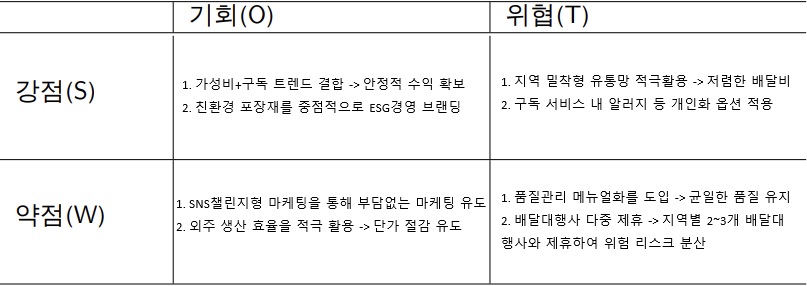 기회(O)
위협(T)
강점(S)
1. 가성비+구독 트렌드 결합 -> 안정적 수익 확보
2. 친환경 포장재를 중점적으로 ESG경영 브랜딩
1. 지역 밀착형 유통망 적극활용 -> 저렴한 배달비
2. 구독 서비스 내 알러지 등 개인화 옵션 적용
약점(W)
1. SNS챌린지형 마케팅을 통해 부담없는 마케팅 유도
2. 외주 생산 효율을 적극 활용 -> 단가 절감 유도
1. 품질관리 메뉴얼화를 도입 -> 균일한 품질 유지
2. 배달대행사 다중 제휴 -> 지역별 2~3개 배달대
행사와 제휴하여 위험 리스크 분산